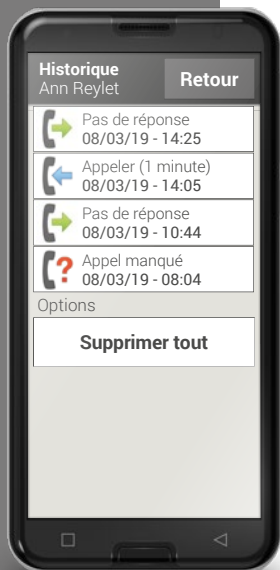 Historique
Ann Reylet
Retour
Pas de réponse
08/03/19 - 14:25
Appeler (1 minute)
08/03/19 - 14:05
Pas de réponse
08/03/19 - 10:44
Appel manqué
08/03/19 - 08:04
Options
Supprimer tout